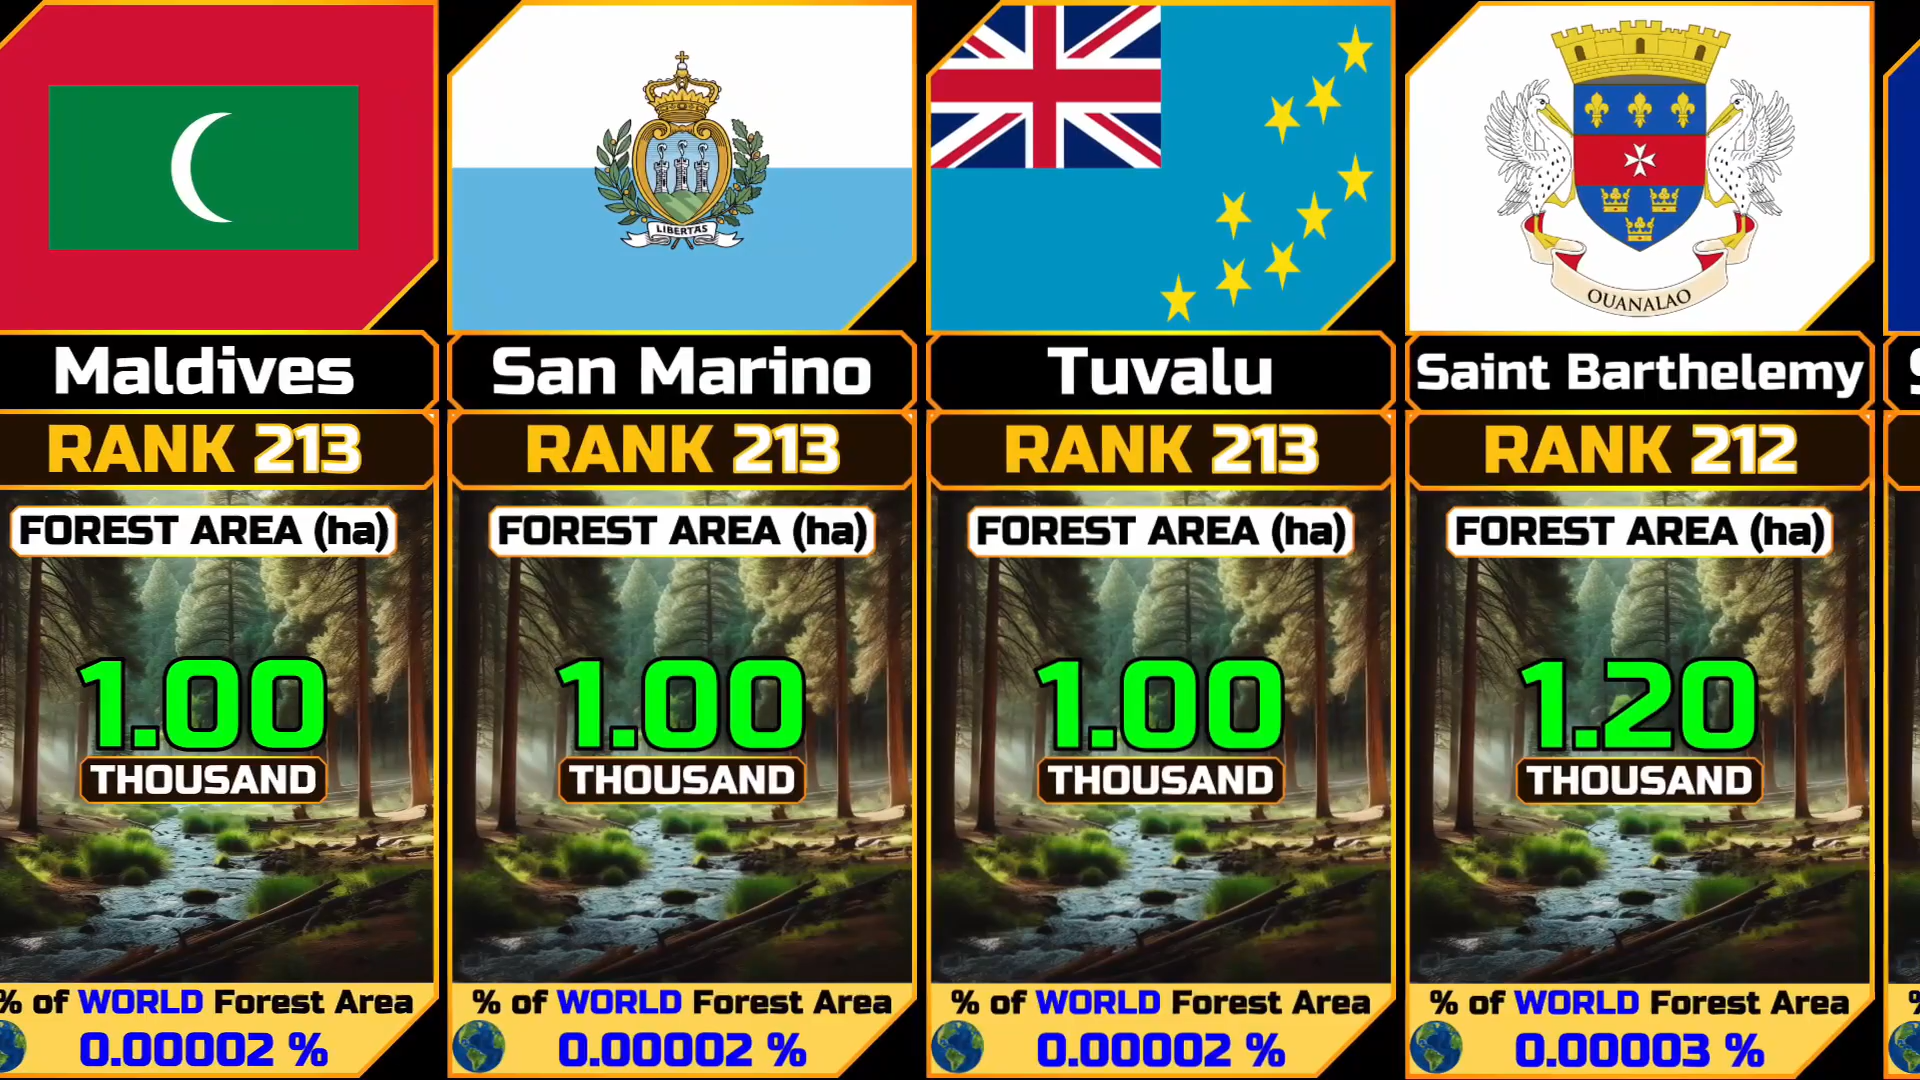 LIBERTAS
OUANALAO
Maldives
San Marino
Tuvalu
Saint Barthelemy
RANK 213
RANK 213
RANK 213
RANK 212
FOREST AREA (ha)
FOREST AREA (ha)
FOREST AREA (ha)
FOREST AREA (ha)
1.00
1.00
1.00
1.20
THOUSAND
THOUSAND
THOUSAND
THOUSAND
% of WORLD Forest Area
% of WORLD Forest Area
% of WORLD Forest Area
% of WORLD Forest Area
0.00002 %
0.00002 %
0.00002 %
0.00003 %